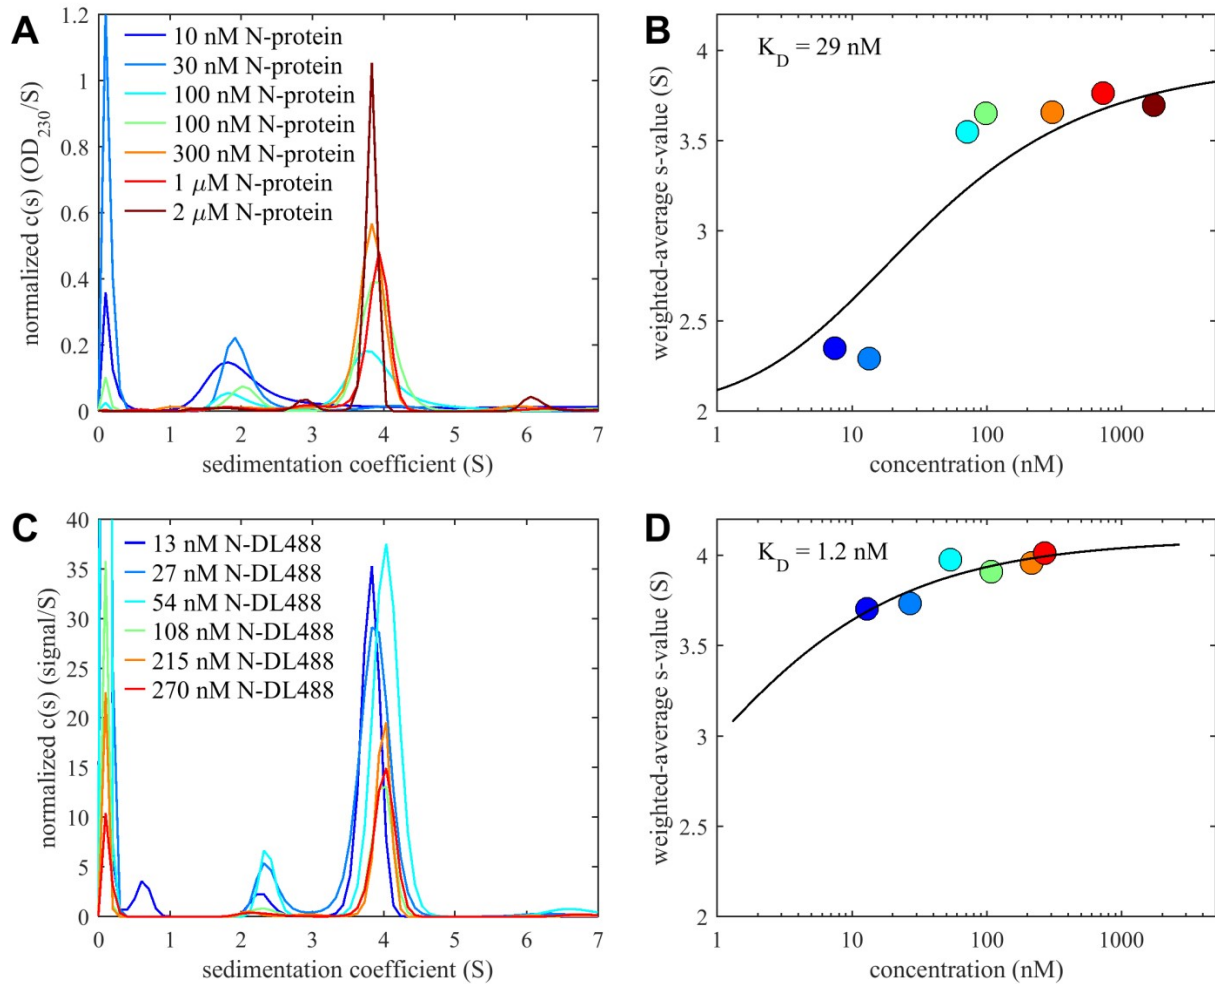 A
10 nM N-protein
30 nM N-protein
100 nM N-protein
100 nM N-protein
300 nM N-protein
1 μM N-protein
2 μM N-protein
normalized c(s) (OD230/S)
1.2
1
0.8
0.6
0.4
0.2
0
0 1 2 3 4 5 6 7
sedimentation coefficient (S)
B
KD = 29 nM
weighted-average s-value (S)
4
3.5
3
2.5
2
1 10 100 1000
concentration (nM)
C
13 nM N-DL488
27 nM N-DL488
54 nM N-DL488
108 nM N-DL488
215 nM N-DL488
270 nM N-DL488
normalized c(s) (signal/S)
40
35
30
25
20
15
10
5
0
0 1 2 3 4 5 6 7
sedimentation coefficient (S)
D
KD = 1.2 nM
weighted-average s-value (S)
4
3.5
3
2.5
2
1 10 100 1000
concentration (nM)